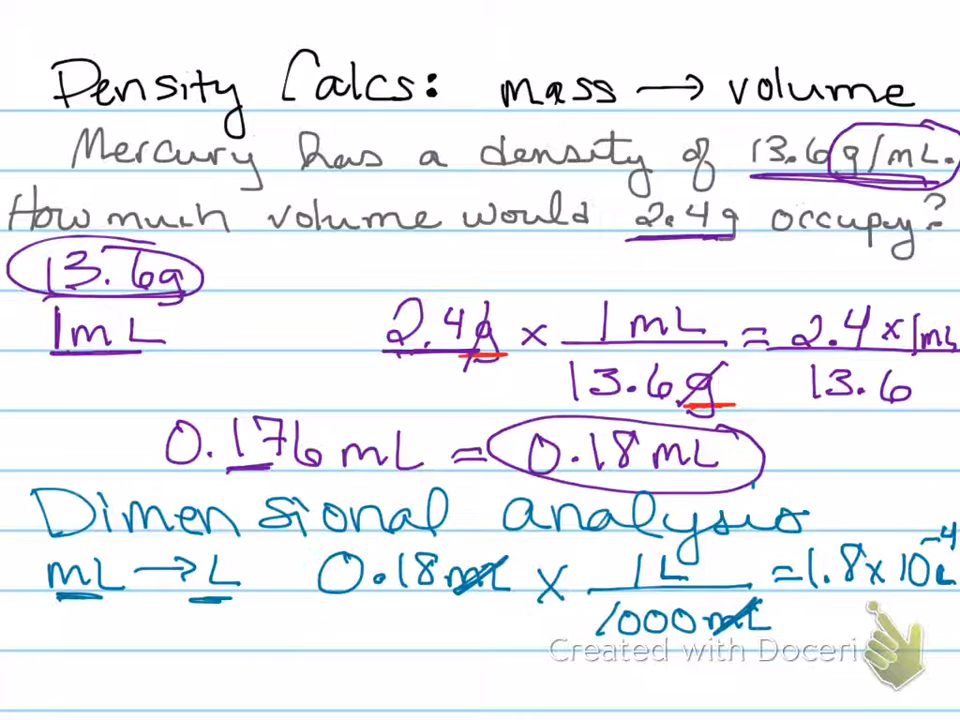 Density Calcs: mass → volume
Mercury has a density of 13.6 g/mL.
How much volume would 2.4g occupy?
13.6g
1mL
2.4g × 1mL / 13.6g = 2.4 × 1mL / 13.6
0.176 mL = 0.18 mL
Dimensional analysis
mL → L 0.18 mL × 1L / 1000 mL = 1.8 × 10⁻⁴ L
Created with Doceri